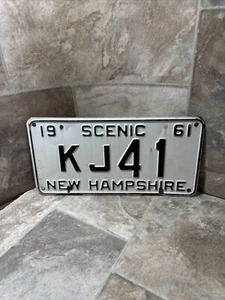 19 SCENIC 61
KJ41
NEW HAMPSHIRE